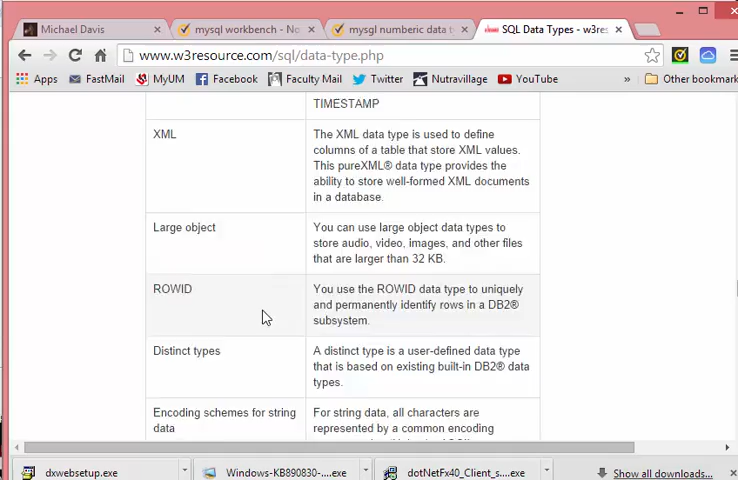 Michael Davis
mysql workbench - No
mysgl numberic data t
SQL Data Types - w3res
www.w3resource.com/sql/data-type.php
Apps
FastMail
MyUM
Facebook
Faculty Mail
Twitter
Nutravillage
YouTube
»
Other bookmark
TIMESTAMP
XML
The XML data type is used to define
columns of a table that store XML values.
This pureXML® data type provides the
ability to store well-formed XML documents
in a database.
Large object
You can use large object data types to
store audio, video, images, and other files
that are larger than 32 KB.
ROWID
You use the ROWID data type to uniquely
and permanently identify rows in a DB2®
subsystem.
Distinct types
A distinct type is a user-defined data type
that is based on existing built-in DB2® data
types.
Encoding schemes for string
data
For string data, all characters are
represented by a common encoding
dxwebsetup.exe
Windows-KB890830-....exe
dotNetFx40_Client_s....exe
Show all downloads...